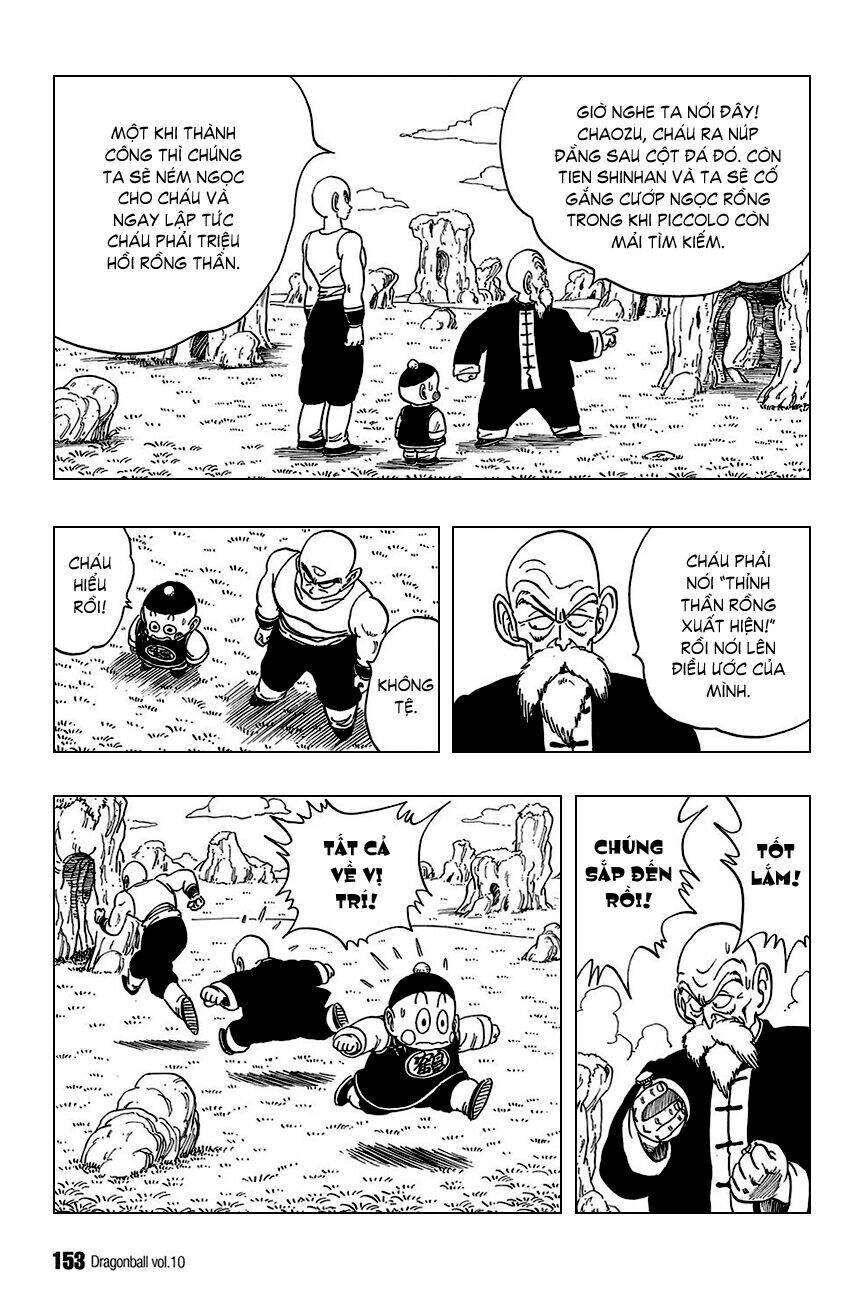 GIỜ NGHE TA NÓI ĐÂY!
CHAOZU, CHÁU RA NÚP
ĐẰNG SAU CỘT ĐÁ ĐÓ. CÒN
TIEN SHINHAN VÀ TA SẼ CỐ
GẮNG CƯỚP NGỌC RỒNG
TRONG KHI PICCOLO CÒN
MẢI TÌM KIẾM.
MỘT KHI THÀNH
CÔNG THÌ CHÚNG
TA SẼ NÉM NGỌC
CHO CHÁU VÀ
NGAY LẬP TỨC
CHÁU PHẢI TRIỆU
HỒI RỒNG THẦN.
CHÁU PHẢI
NÓI “THỈNH
THẦN RỒNG
XUẤT HIỆN!”
RỒI NÓI LÊN
ĐIỀU ƯỚC CỦA
MÌNH.
KHÔNG
TỆ.
CHÁU
HIỂU
RỒI!
TỐT
LẮM!
CHÚNG
SẮP ĐẾN
RỒI!
TẤT CẢ
VỀ VỊ
TRÍ!
鶴
153 Dragonball vol.10